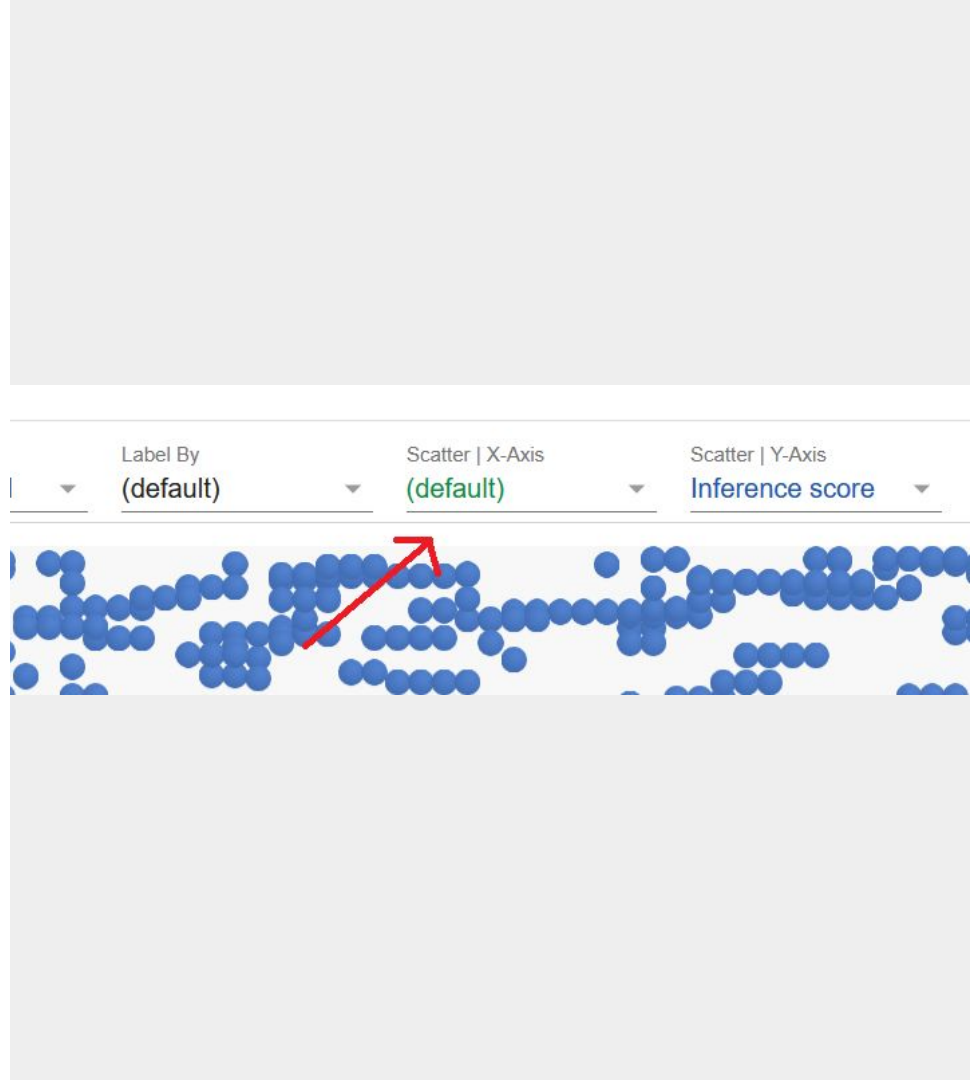 Label By
(default)
Scatter | X-Axis
(default)
Scatter | Y-Axis
Inference score